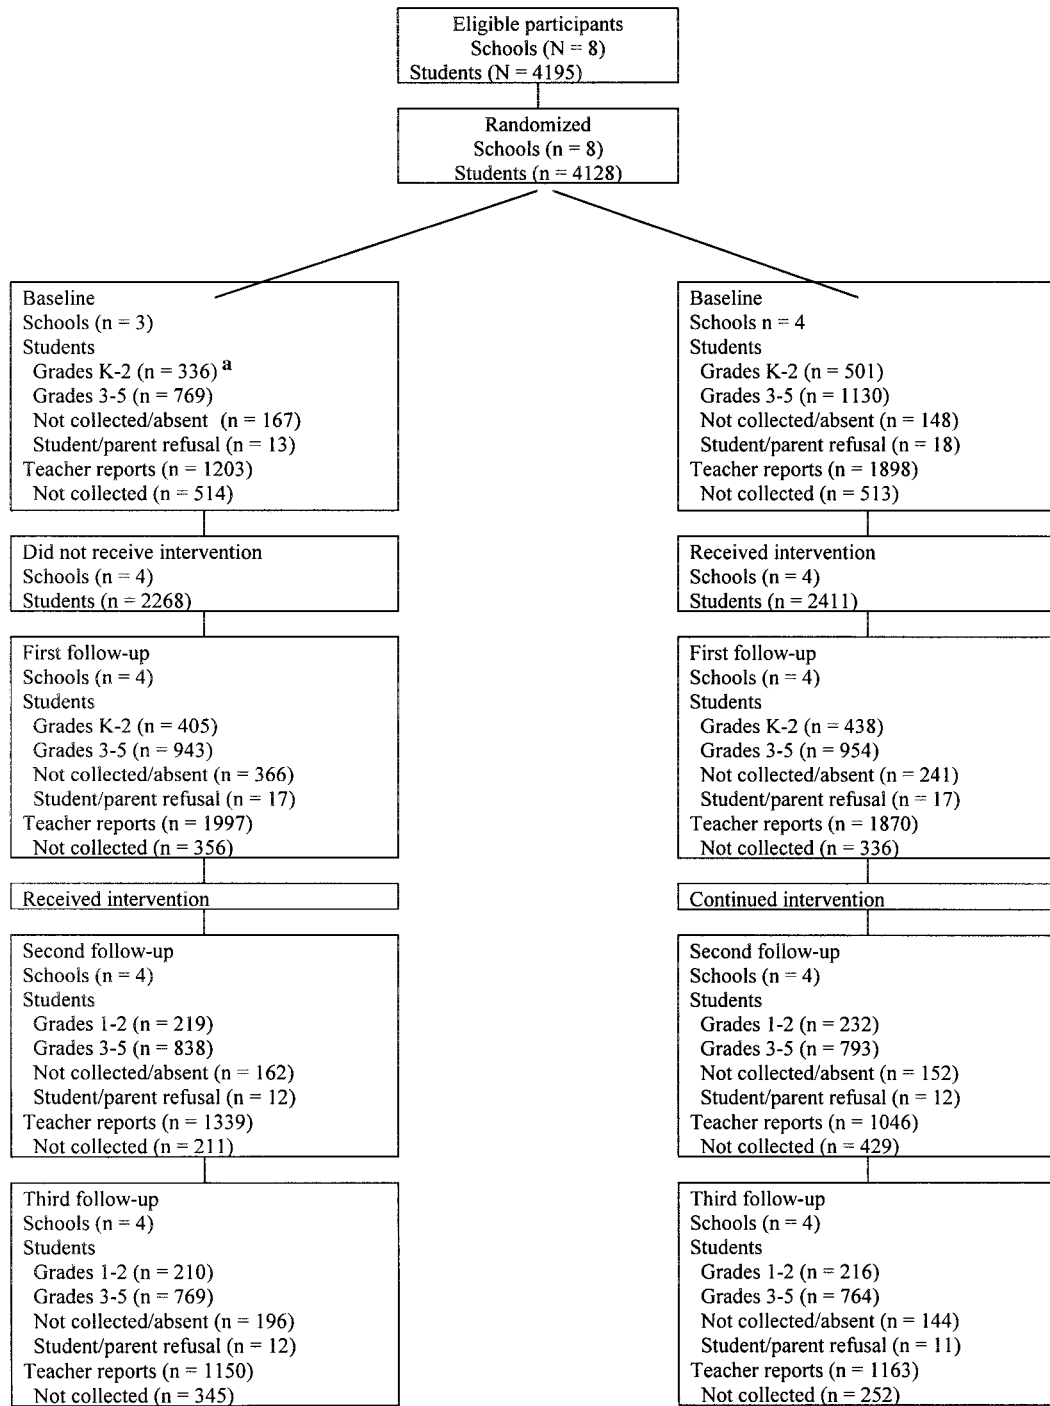 Eligible participants
Schools (N = 8)
Students (N = 4195)
Randomized
Schools (n = 8)
Students (n = 4128)
Baseline
Schools (n = 3)
Students
Grades K-2 (n = 336) a
Grades 3-5 (n = 769)
Not collected/absent (n = 167)
Student/parent refusal (n = 13)
Teacher reports (n = 1203)
Not collected (n = 514)
Did not receive intervention
Schools (n = 4)
Students (n = 2268)
First follow-up
Schools (n = 4)
Students
Grades K-2 (n = 405)
Grades 3-5 (n = 943)
Not collected/absent (n = 366)
Student/parent refusal (n = 17)
Teacher reports (n = 1997)
Not collected (n = 356)
Received intervention
Second follow-up
Schools (n = 4)
Students
Grades 1-2 (n = 219)
Grades 3-5 (n = 838)
Not collected/absent (n = 162)
Student/parent refusal (n = 12)
Teacher reports (n = 1339)
Not collected (n = 211)
Third follow-up
Schools (n = 4)
Students
Grades 1-2 (n = 210)
Grades 3-5 (n = 769)
Not collected/absent (n = 196)
Student/parent refusal (n = 12)
Teacher reports (n = 1150)
Not collected (n = 345)
Baseline
Schools n = 4
Students
Grades K-2 (n = 501)
Grades 3-5 (n = 1130)
Not collected/absent (n = 148)
Student/parent refusal (n = 18)
Teacher reports (n = 1898)
Not collected (n = 513)
Received intervention
Schools (n = 4)
Students (n = 2411)
First follow-up
Schools (n = 4)
Students
Grades K-2 (n = 438)
Grades 3-5 (n = 954)
Not collected/absent (n = 241)
Student/parent refusal (n = 17)
Teacher reports (n = 1870)
Not collected (n = 336)
Continued intervention
Second follow-up
Schools (n = 4)
Students
Grades 1-2 (n = 232)
Grades 3-5 (n = 793)
Not collected/absent (n = 152)
Student/parent refusal (n = 12)
Teacher reports (n = 1046)
Not collected (n = 429)
Third follow-up
Schools (n = 4)
Students
Grades 1-2 (n = 216)
Grades 3-5 (n = 764)
Not collected/absent (n = 144)
Student/parent refusal (n = 11)
Teacher reports (n = 1163)
Not collected (n = 252)